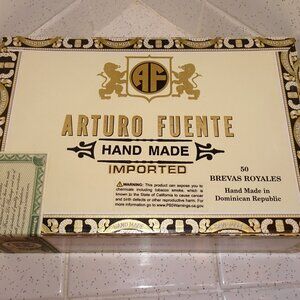 AF
ARTURO FUENTE
HAND MADE
IMPORTED
50
BREVAS ROYALES
Hand Made in
Dominican Republic
WARNING: This product can expose you to
chemicals including tobacco smoke, which is
known to the State of California to cause cancer
and birth defects or other reproductive harm. For
more information go to www.P65Warnings.ca.gov.
HAND MADE